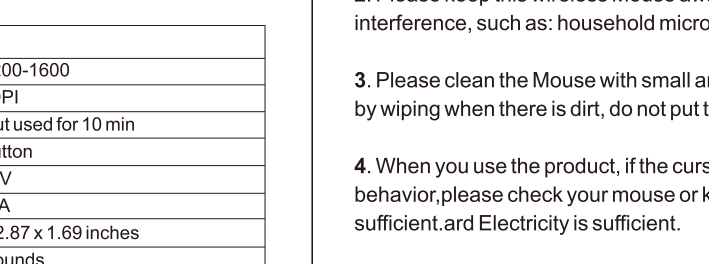 00-1600
PI
ut used for 10 min
utton
V
A
2.87 x 1.69 inches
ounds
interference, such as: household micro
3. Please clean the Mouse with small a
by wiping when there is dirt, do not put t
4. When you use the product, if the curs
behavior,please check your mouse or k
sufficient.ard Electricity is sufficient.